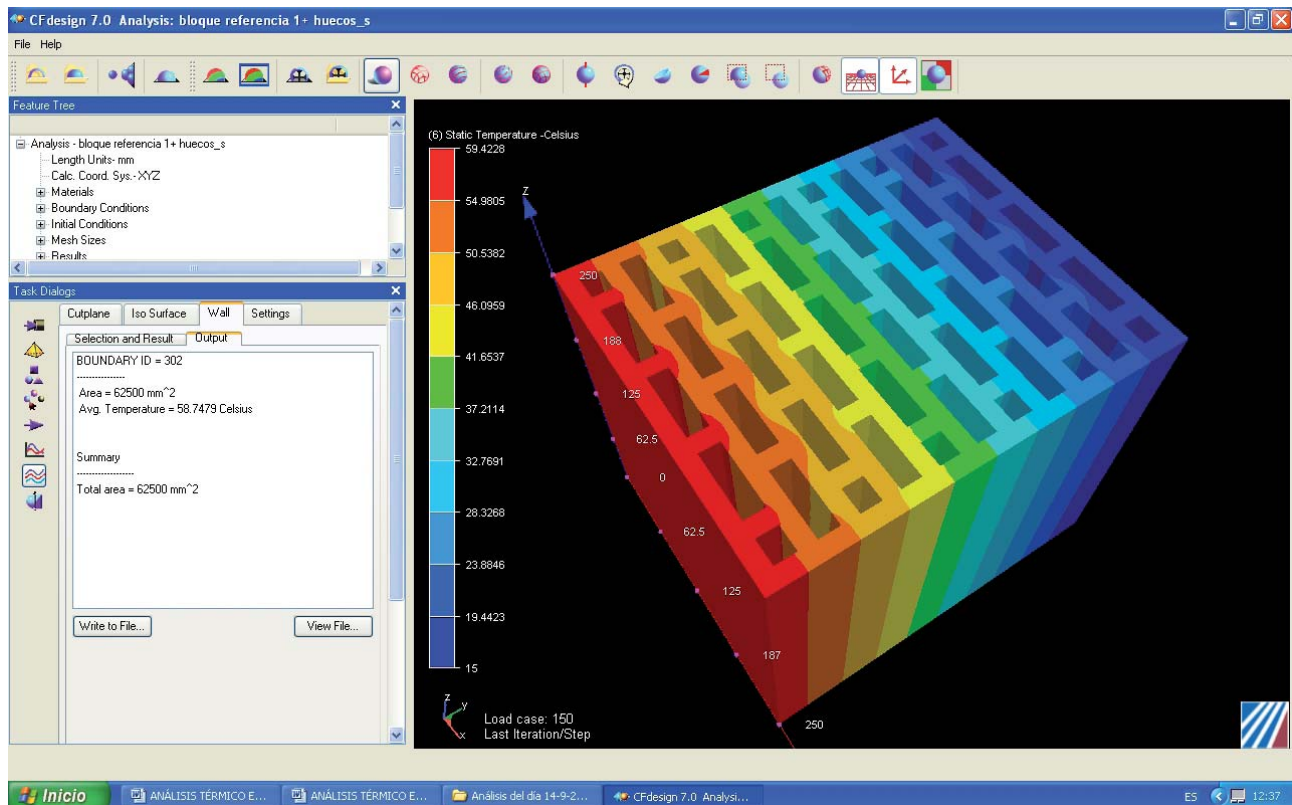 CFdesign 7.0 Analysis: bloque referencia 1+ huecos_s
File Help
Feature Tree
Analysis - bloque referencia 1+ huecos_s
Length Units- mm
Calc. Coord. Sys.- XYZ
Materials
Boundary Conditions
Initial Conditions
Mesh Sizes
Results
Task Dialogs
Cutplane Iso Surface Wall Settings
Selection and Result Output
BOUNDARY ID = 302
----------------
Area = 62500 mm^2
Avg. Temperature = 58.7479 Celsius
Summary
------------------
Total area = 62500 mm^2
Write to File... View File...
(6) Static Temperature -Celsius
59.4228
54.9805
50.5382
46.0959
41.6537
37.2114
32.7691
28.3268
23.8846
19.4423
15
Z
250
188
125
62.5
0
62.5
125
187
250
z
y
x
Load case: 150
Last Iteration/Step
Inicio ANÁLISIS TÉRMICO E... ANÁLISIS TÉRMICO E... Análisis del día 14-9-2... CFdesign 7.0 Analysi... ES 12:37